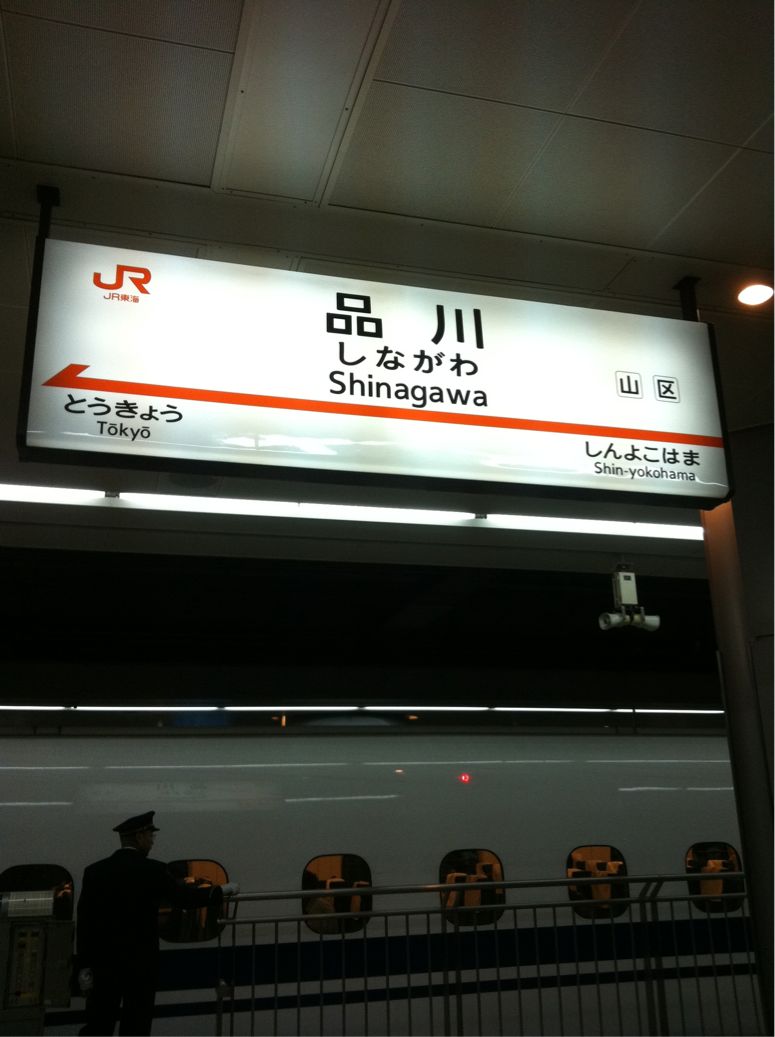 JR
JR東海
品川
しながわ
Shinagawa
山 区
とうきょう
Tōkyō
しんよこはま
Shin-yokohama